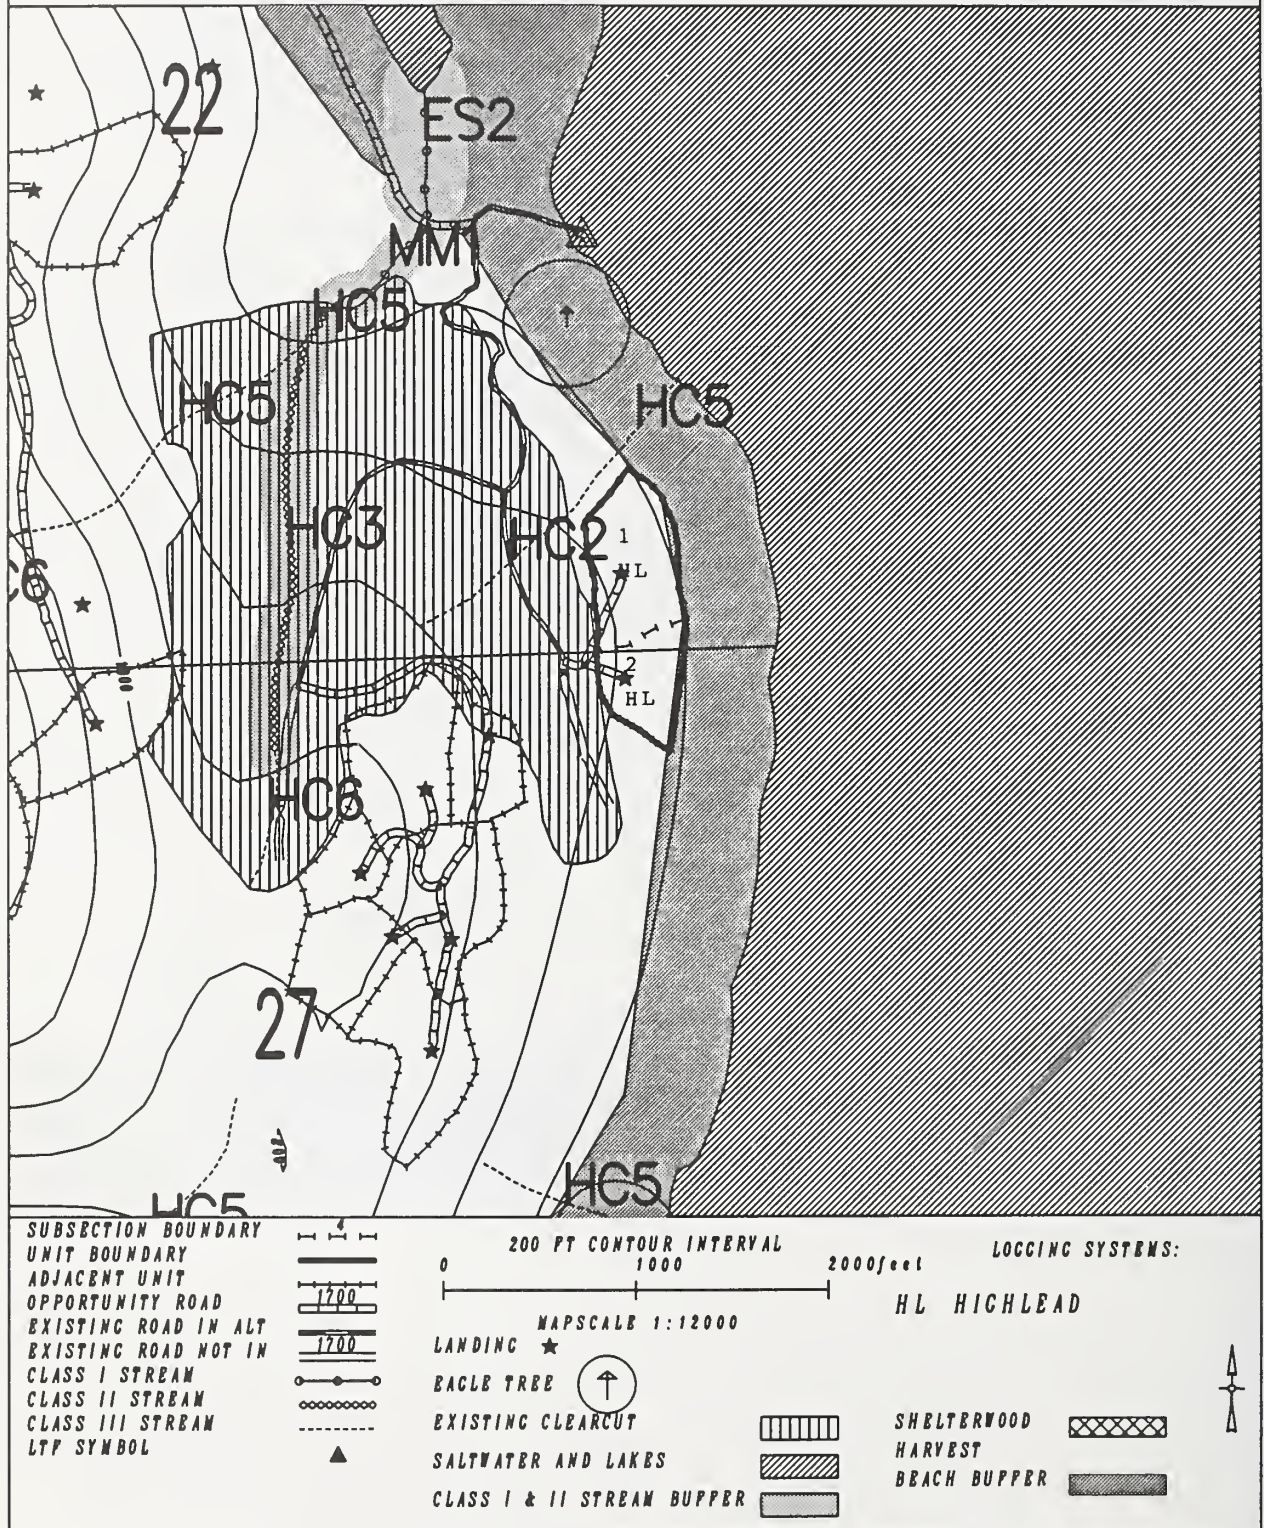 22
ES2
MM1
HC5
HC5
HC5
HC3
HC2
1
HL
C6
2
HL
HC6
27
HC5
HC5
SUBSECTION BOUNDARY
4
UNIT BOUNDARY
ADJACENT UNIT
OPPORTUNITY ROAD
1700
EXISTING ROAD IN ALT
EXISTING ROAD NOT IN
1700
CLASS I STREAM
CLASS II STREAM
CLASS III STREAM
LTF SYMBOL
200 FT CONTOUR INTERVAL
0 1000 2000feet
MAPSCALE 1:12000
LANDING
EAGLE TREE
EXISTING CLEARCUT
SALTWATER AND LAKES
CLASS I & II STREAM BUFFER
LOGGING SYSTEMS:
HL HIGHLEAD
SHELTERWOOD
HARVEST
BEACH BUFFER